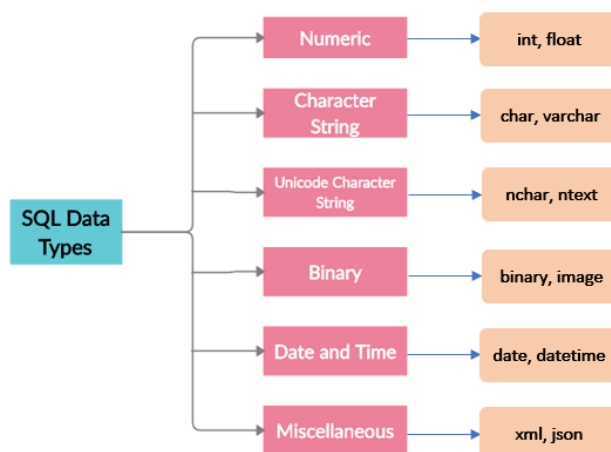 SQL Data
Types
Numeric
int, float
Character
String
char, varchar
Unicode Character
String
nchar, ntext
Binary
binary, image
Date and Time
date, datetime
Miscellaneous
xml, json